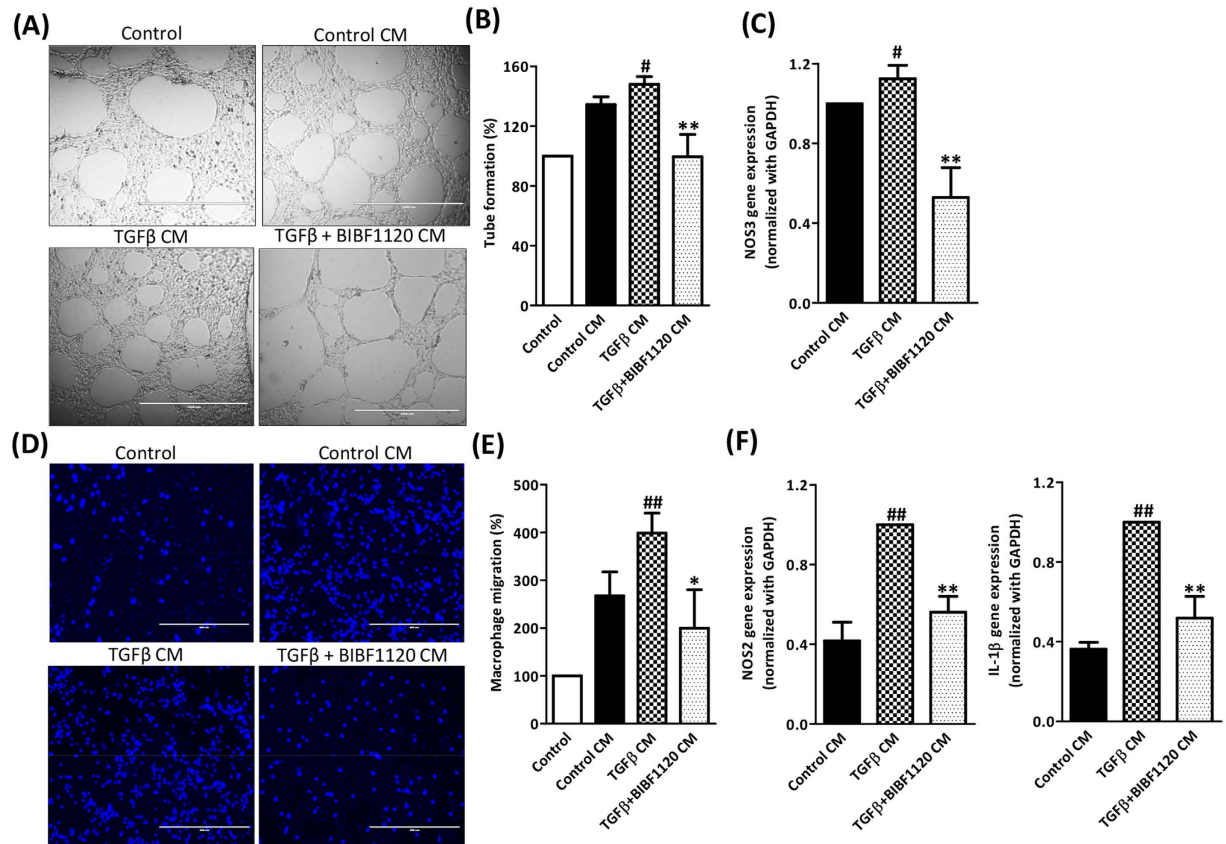 (A)
Control
Control CM
TGFβ CM
TGFβ + BIBF1120 CM
(B)
Tube formation (%)
160
120
80
40
0
#
**
Control
Control CM
TGFβ CM
TGFβ+BIBF1120 CM
(C)
NOS3 gene expression
(normalized with GAPDH)
1.2
0.8
0.4
0.0
#
**
Control CM
TGFβ CM
TGFβ+BIBF1120 CM
(D)
Control
Control CM
TGFβ CM
TGFβ + BIBF1120 CM
(E)
Macrophage migration (%)
500
400
300
200
100
0
##
*
Control
Control CM
TGFβ CM
TGFβ+BIBF1120 CM
(F)
NOS2 gene expression
(normalized with GAPDH)
1.2
0.8
0.4
0.0
##
**
Control CM
TGFβ CM
TGFβ+BIBF1120 CM
IL-1β gene expression
(normalized with GAPDH)
1.2
0.8
0.4
0.0
##
**
Control CM
TGFβ CM
TGFβ+BIBF1120 CM